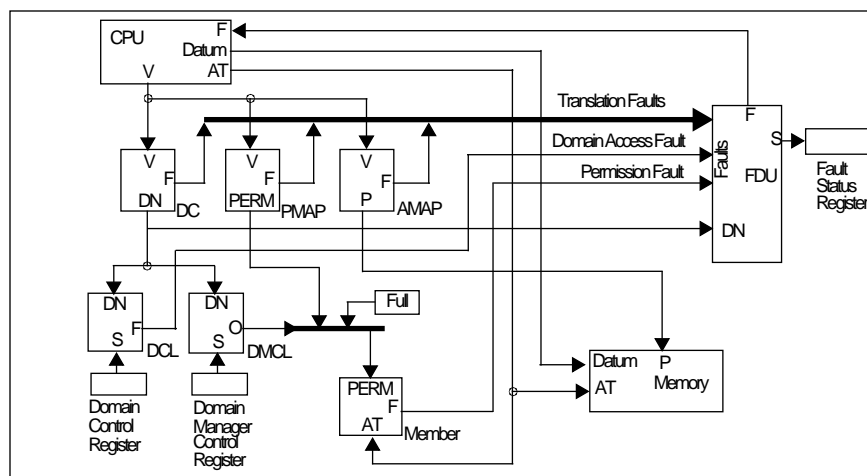 F
CPU
Datum
AT
V
Translation Faults
F
S
Domain Access Fault
Faults
FDU
V
F
DN
DC
V
F
PERM
PMAP
V
F
P
AMAP
Permission Fault
Fault
Status
Register
DN
DN
F
S
DCL
DN
O
S
DMCL
Full
Datum
P
AT
Memory
PERM
F
AT
Member
Domain
Control
Register
Domain
Manager
Control
Register